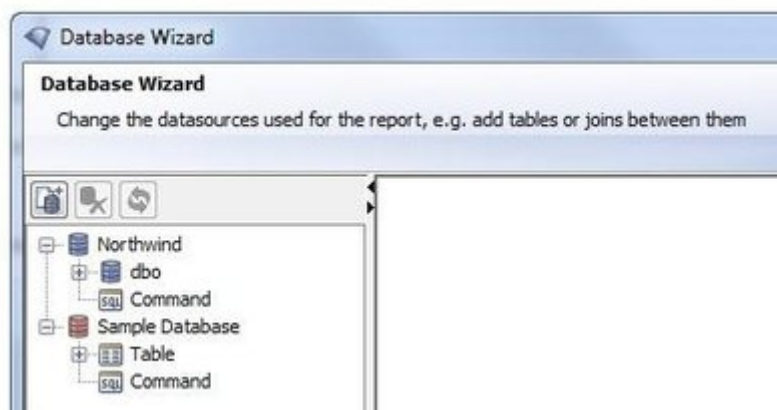 Database Wizard
Database Wizard
Change the datasources used for the report, e.g. add tables or joins between them
Northwind
dbo
SQL Command
Sample Database
Table
SQL Command